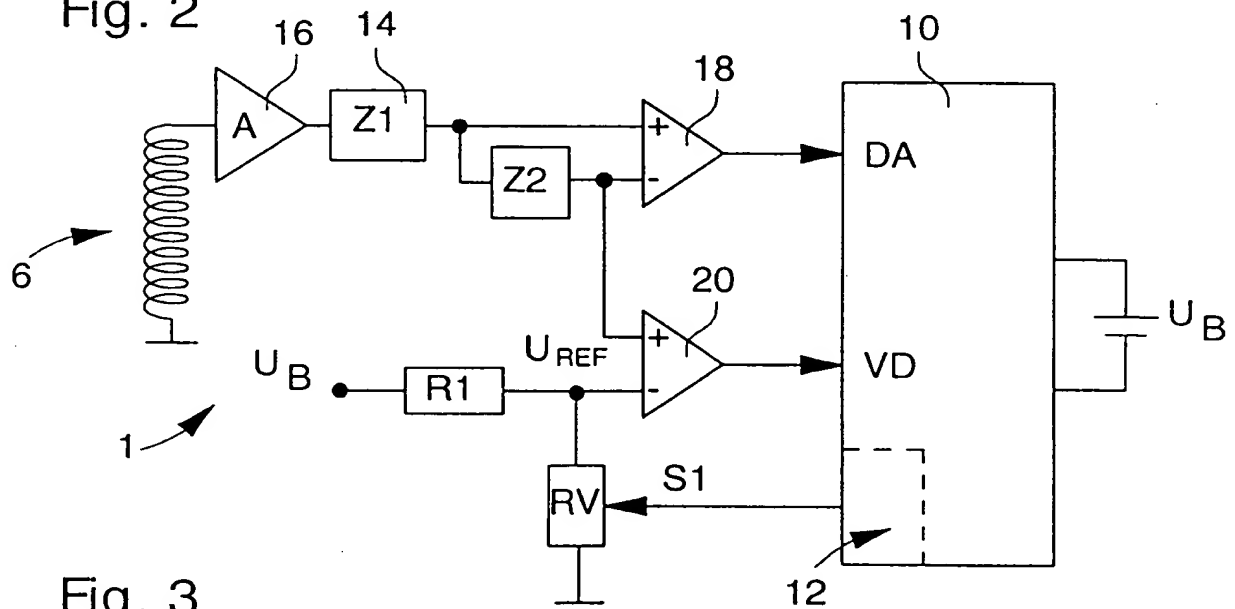 Fig. 2
16
14
10
A
Z1
18
+
DA
Z2
-
6
20
U_B
U_REF
+
U_B
R1
-
VD
1
RV
S1
12
Fig. 3